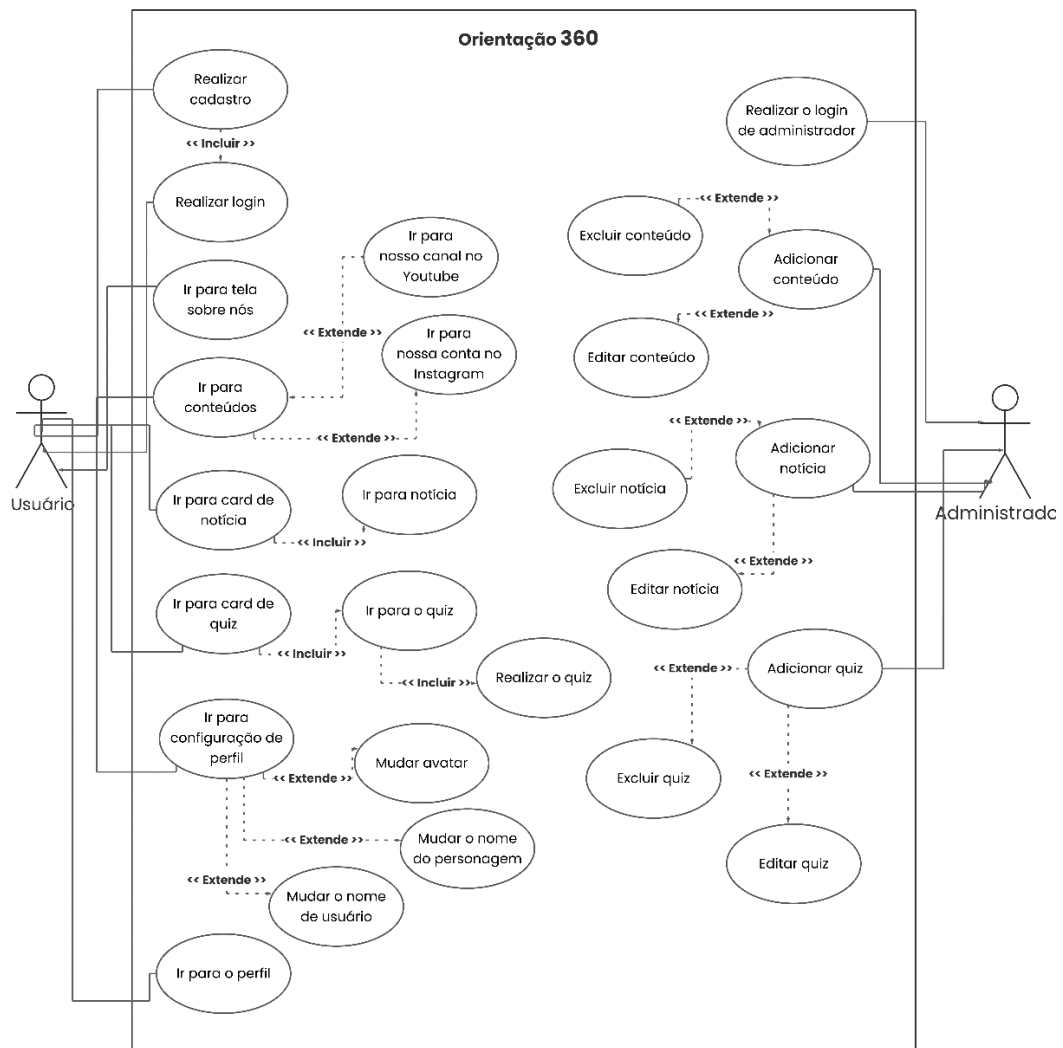 Orientação 360
Realizar
cadastro
<< Incluir >>
Realizar login
Ir para tela
sobre nós
Ir para
conteúdos
Ir para
nosso canal no
Youtube
<< Extende >>
Ir para
nossa conta no
Instagram
<< Extende >>
Usuário
Ir para card de
notícia
<< Incluir >>
Ir para notícia
Ir para card de
quiz
<< Incluir >>
Ir para o quiz
<< Incluir >>
Realizar o quiz
Ir para
configuração de
perfil
<< Extende >>
Mudar avatar
<< Extende >>
Mudar o nome
do personagem
<< Extende >>
Mudar o nome
de usuário
Ir para o perfil
Realizar o login
de administrador
<< Extende >>
Excluir conteúdo
Adicionar
conteúdo
<< Extende >>
Editar conteúdo
<< Extende >>
Adicionar
notícia
Excluir notícia
Administrado
<< Extende >>
Editar notícia
<< Extende >>
Adicionar quiz
Excluir quiz
<< Extende >>
Editar quiz